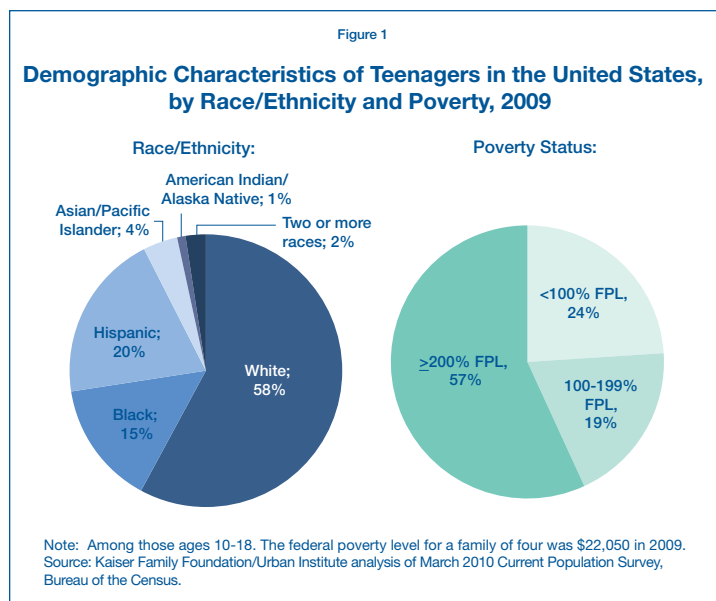 Figure 1
Demographic Characteristics of Teenagers in the United States,
by Race/Ethnicity and Poverty, 2009
Race/Ethnicity:
American Indian/
Alaska Native; 1%
Asian/Pacific
Islander; 4%
Two or more
races; 2%
Hispanic;
20%
White;
58%
Black;
15%
Poverty Status:
<100% FPL,
24%
≥200% FPL,
57%
100-199%
FPL,
19%
Note: Among those ages 10-18. The federal poverty level for a family of four was $22,050 in 2009.
Source: Kaiser Family Foundation/Urban Institute analysis of March 2010 Current Population Survey,
Bureau of the Census.